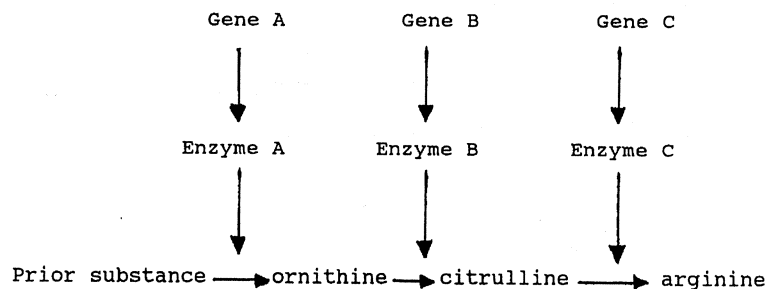 Gene A Gene B Gene C
Enzyme A Enzyme B Enzyme C
Prior substance ornithine citrulline arginine